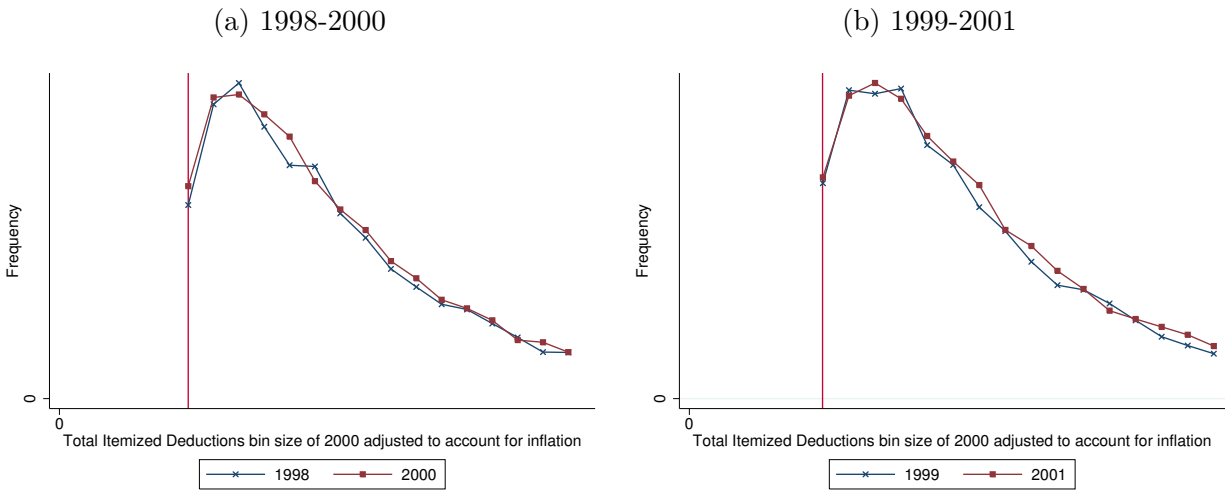 (a) 1998-2000
Frequency
0
0
Total Itemized Deductions bin size of 2000 adjusted to account for inflation
1998 2000
(b) 1999-2001
Frequency
0
0
Total Itemized Deductions bin size of 2000 adjusted to account for inflation
1999 2001